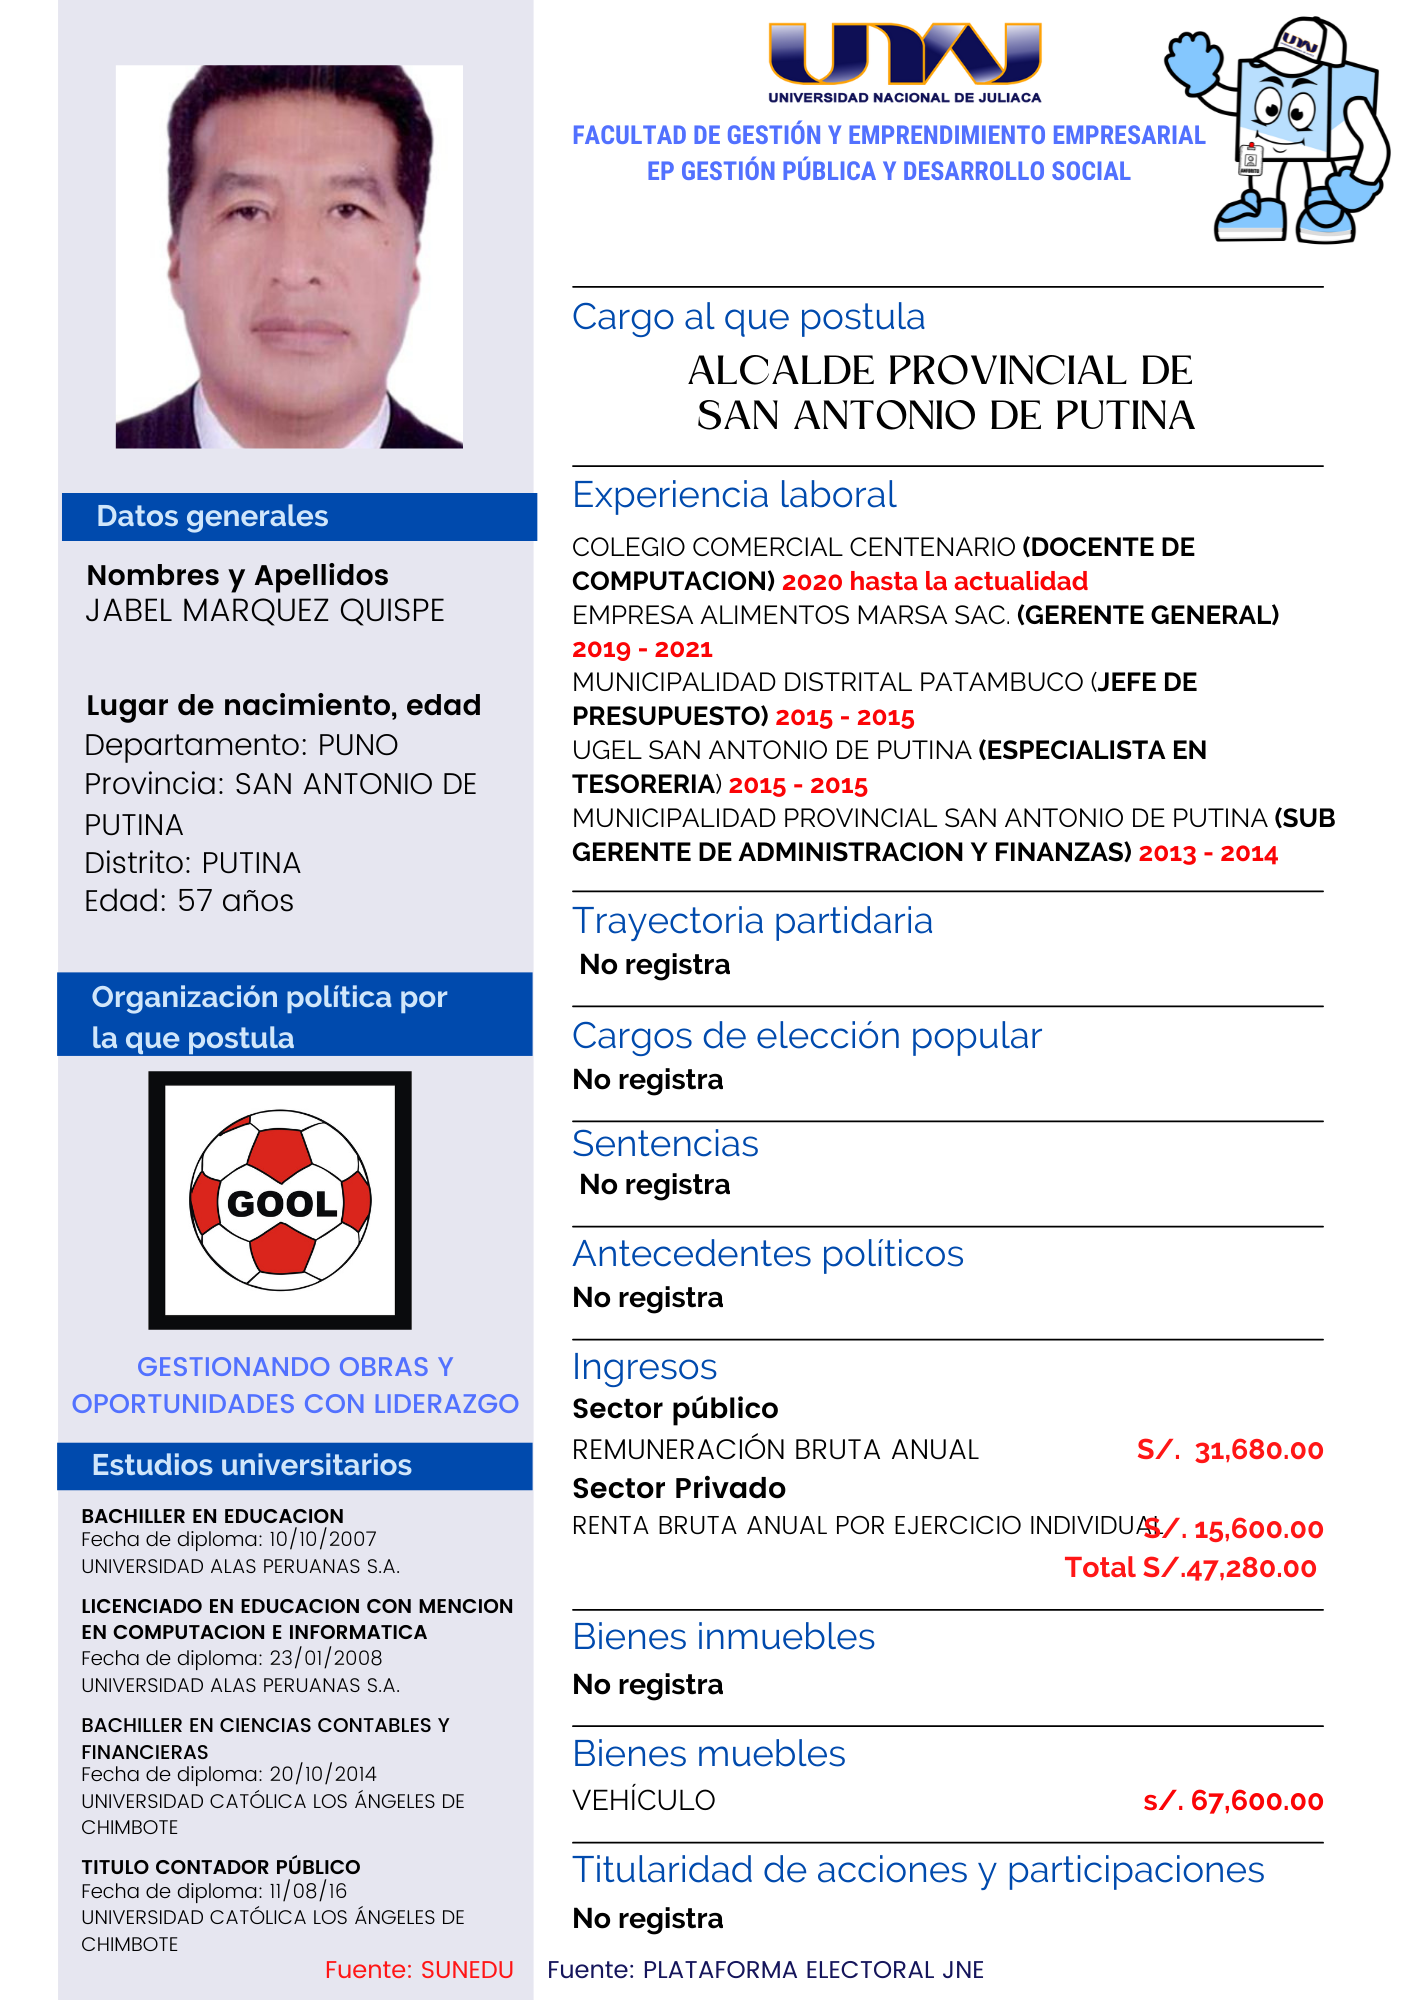 UNAJ
UNIVERSIDAD NACIONAL DE JULIACA
FACULTAD DE GESTIÓN Y EMPRENDIMIENTO EMPRESARIAL
EP GESTIÓN PÚBLICA Y DESARROLLO SOCIAL
UNAJ
Datos generales
Nombres y Apellidos
JABEL MARQUEZ QUISPE
Lugar de nacimiento, edad
Departamento: PUNO
Provincia: SAN ANTONIO DE
PUTINA
Distrito: PUTINA
Edad: 57 años
Organización política por
la que postula
GOOL
GESTIONANDO OBRAS Y
OPORTUNIDADES CON LIDERAZGO
Estudios universitarios
BACHILLER EN EDUCACION
Fecha de diploma: 10/10/2007
UNIVERSIDAD ALAS PERUANAS S.A.
LICENCIADO EN EDUCACION CON MENCION
EN COMPUTACION E INFORMATICA
Fecha de diploma: 23/01/2008
UNIVERSIDAD ALAS PERUANAS S.A.
BACHILLER EN CIENCIAS CONTABLES Y
FINANCIERAS
Fecha de diploma: 20/10/2014
UNIVERSIDAD CATÓLICA LOS ÁNGELES DE
CHIMBOTE
TITULO CONTADOR PÚBLICO
Fecha de diploma: 11/08/16
UNIVERSIDAD CATÓLICA LOS ÁNGELES DE
CHIMBOTE
Fuente: SUNEDU
Cargo al que postula
ALCALDE PROVINCIAL DE
SAN ANTONIO DE PUTINA
Experiencia laboral
COLEGIO COMERCIAL CENTENARIO (DOCENTE DE
COMPUTACION) 2020 hasta la actualidad
EMPRESA ALIMENTOS MARSA SAC. (GERENTE GENERAL)
2019 - 2021
MUNICIPALIDAD DISTRITAL PATAMBUCO (JEFE DE
PRESUPUESTO) 2015 - 2015
UGEL SAN ANTONIO DE PUTINA (ESPECIALISTA EN
TESORERIA) 2015 - 2015
MUNICIPALIDAD PROVINCIAL SAN ANTONIO DE PUTINA (SUB
GERENTE DE ADMINISTRACION Y FINANZAS) 2013 - 2014
Trayectoria partidaria
No registra
Cargos de elección popular
No registra
Sentencias
No registra
Antecedentes políticos
No registra
Ingresos
Sector público
REMUNERACIÓN BRUTA ANUAL S/. 31,680.00
Sector Privado
RENTA BRUTA ANUAL POR EJERCICIO INDIVIDUAL S/. 15,600.00
Total S/.47,280.00
Bienes inmuebles
No registra
Bienes muebles
VEHÍCULO s/. 67,600.00
Titularidad de acciones y participaciones
No registra
Fuente: PLATAFORMA ELECTORAL JNE